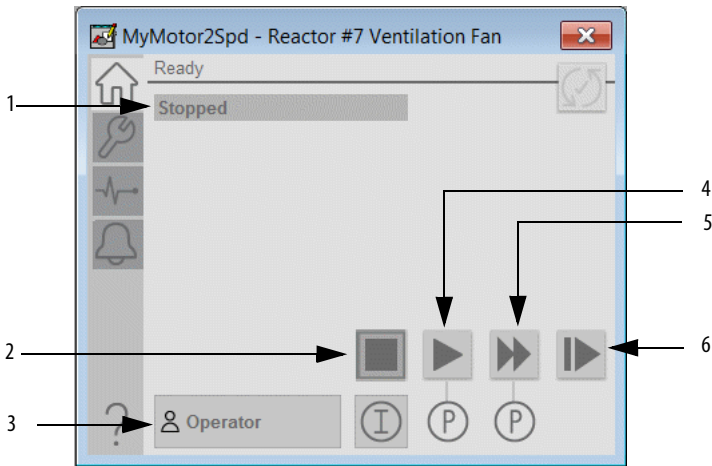 MyMotor2Spd - Reactor #7 Ventilation Fan
Ready
1
Stopped
4
5
2
6
3
? Operator
I
P
P